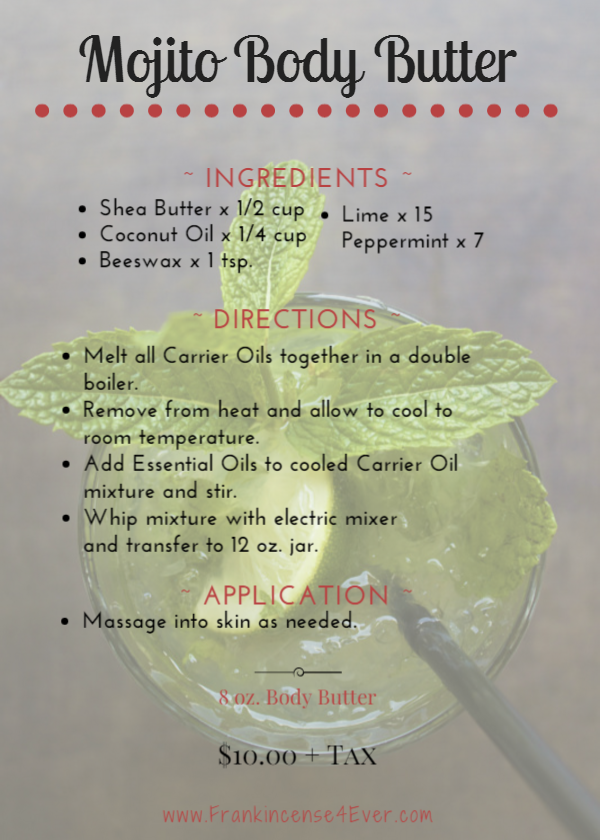 Mojito Body Butter
~ INGREDIENTS ~
• Shea Butter x 1/2 cup
• Coconut Oil x 1/4 cup
• Beeswax x 1 tsp.
• Lime x 15
Peppermint x 7
~ DIRECTIONS ~
• Melt all Carrier Oils together in a double
boiler.
• Remove from heat and allow to cool to
room temperature.
• Add Essential Oils to cooled Carrier Oil
mixture and stir.
• Whip mixture with electric mixer
and transfer to 12 oz. jar.
~ APPLICATION ~
• Massage into skin as needed.
8 oz. Body Butter
$10.00 + TAX
www.Frankincense4Ever.com